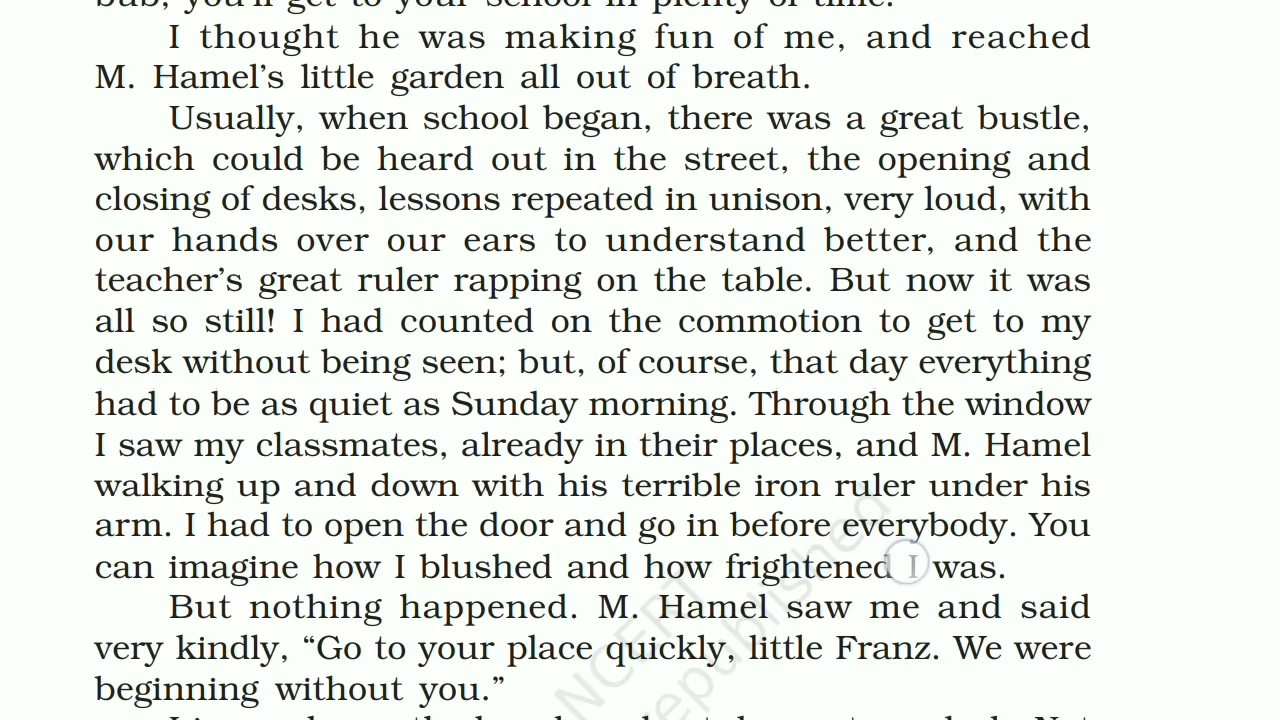 bub, you'll get to your school in plenty of time.”
I thought he was making fun of me, and reached
M. Hamel’s little garden all out of breath.
Usually, when school began, there was a great bustle,
which could be heard out in the street, the opening and
closing of desks, lessons repeated in unison, very loud, with
our hands over our ears to understand better, and the
teacher’s great ruler rapping on the table. But now it was
all so still! I had counted on the commotion to get to my
desk without being seen; but, of course, that day everything
had to be as quiet as Sunday morning. Through the window
I saw my classmates, already in their places, and M. Hamel
walking up and down with his terrible iron ruler under his
arm. I had to open the door and go in before everybody. You
can imagine how I blushed and how frightened I was.
But nothing happened. M. Hamel saw me and said
very kindly, “Go to your place quickly, little Franz. We were
beginning without you.”
NCERT
republished